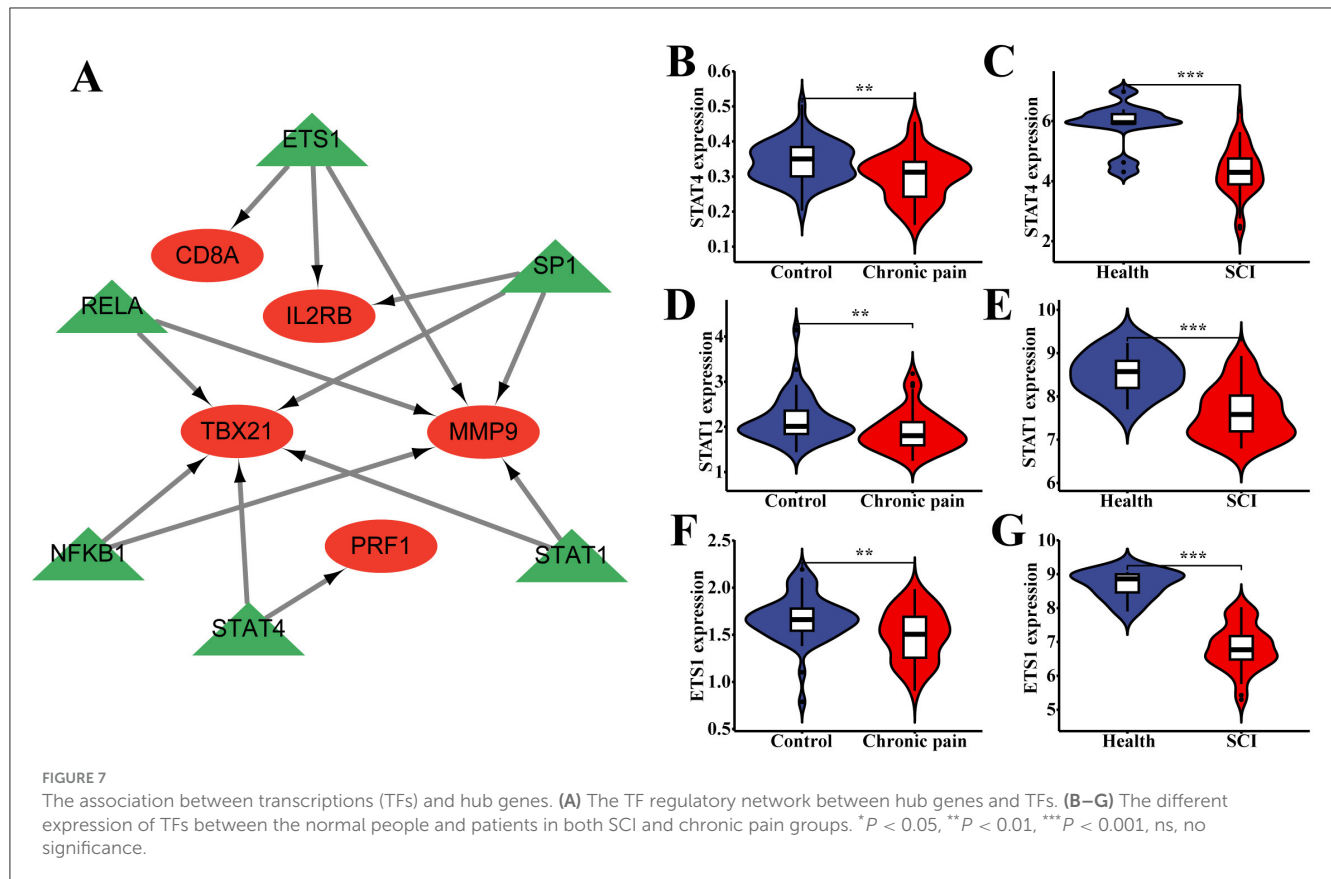 A
ETS1
CD8A
SP1
RELA
IL2RB
TBX21
MMP9
NFKB1
PRF1
STAT1
STAT4
B
STAT4 expression
0.6
0.5
0.4
0.3
0.2
0.1
**
Control
Chronic pain
C
STAT4 expression
6
4
2
***
Health
SCI
D
STAT1 expression
4
3
2
1
**
Control
Chronic pain
E
STAT1 expression
10
9
8
7
6
***
Health
SCI
F
ETS1 expression
2.5
2.0
1.5
1.0
0.5
**
Control
Chronic pain
G
ETS1 expression
10
9
8
7
6
5
***
Health
SCI
FIGURE 7
The association between transcriptions (TFs) and hub genes. (A) The TF regulatory network between hub genes and TFs. (B–G) The different
expression of TFs between the normal people and patients in both SCI and chronic pain groups. *P < 0.05, **P < 0.01, ***P < 0.001, ns, no
significance.